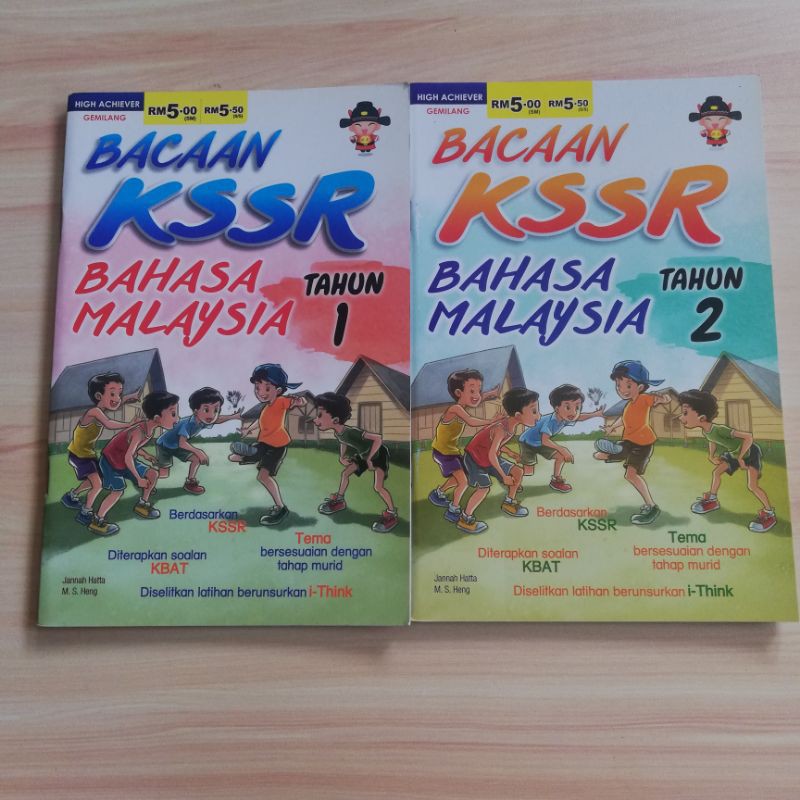 HIGH ACHIEVER
GEMILANG
RM5.00
(SM)
RM5.50
(S/S)
BACAAN
KSSR
BAHASA
MALAYSIA
TAHUN
1
Berdasarkan
KSSR
Diterapkan soalan
KBAT
Tema
bersesuaian dengan
tahap murid
Jannah Hatta
M. S. Heng
Diselitkan latihan berunsurkan i-Think
HIGH ACHIEVER
GEMILANG
RM5.00
(SM)
RM5.50
(S/S)
BACAAN
KSSR
BAHASA
MALAYSIA
TAHUN
2
Berdasarkan
KSSR
Diterapkan soalan
KBAT
Tema
bersesuaian dengan
tahap murid
Jannah Hatta
M. S. Heng
Diselitkan latihan berunsurkan i-Think